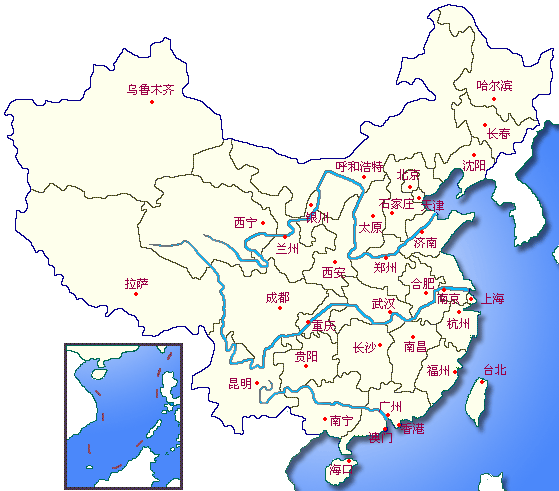 哈尔滨
乌鲁木齐
长春
沈阳
呼和浩特
北京
天津
石家庄
银川
太原
西宁
济南
兰州
西安
郑州
拉萨
合肥
南京
上海
成都
武汉
杭州
重庆
长沙
南昌
贵阳
福州
台北
昆明
广州
南宁
香港
澳门
海口